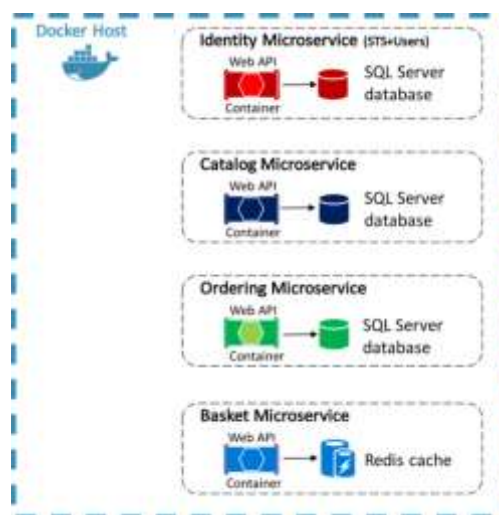 Docker Host
Identity Microservice (STS+Users)
Web API
Container
SQL Server
database
Catalog Microservice
Web API
Container
SQL Server
database
Ordering Microservice
Web API
Container
SQL Server
database
Basket Microservice
Web API
Container
Redis cache